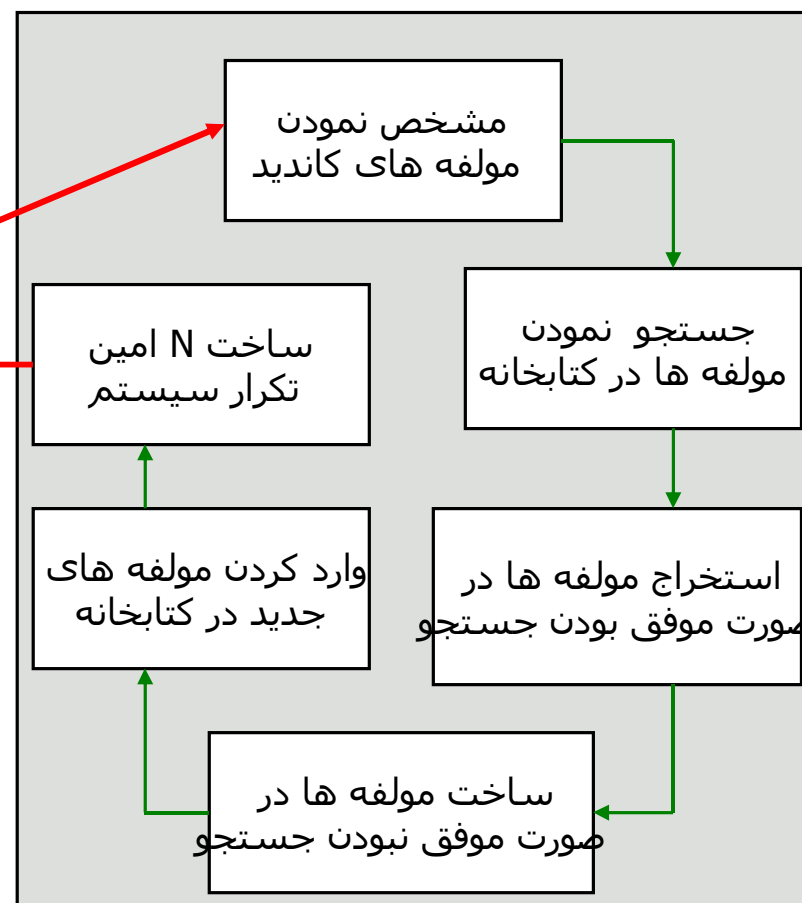 مشخص نمودن
مولفه های کاندید
جستجو نمودن
مولفه ها در کتابخانه
استخراج مولفه ها در
صورت موفق بودن جستجو
ساخت مولفه ها در
صورت موفق نبودن جستجو
وارد کردن مولفه های
جدید در کتابخانه
ساخت N امین
تکرار سیستم